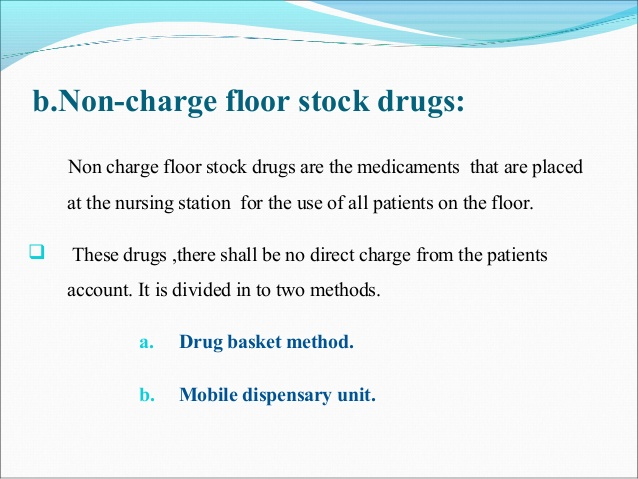 b.Non-charge floor stock drugs:
Non charge floor stock drugs are the medicaments that are placed
at the nursing station for the use of all patients on the floor.
These drugs ,there shall be no direct charge from the patients
account. It is divided in to two methods.
a. Drug basket method.
b. Mobile dispensary unit.